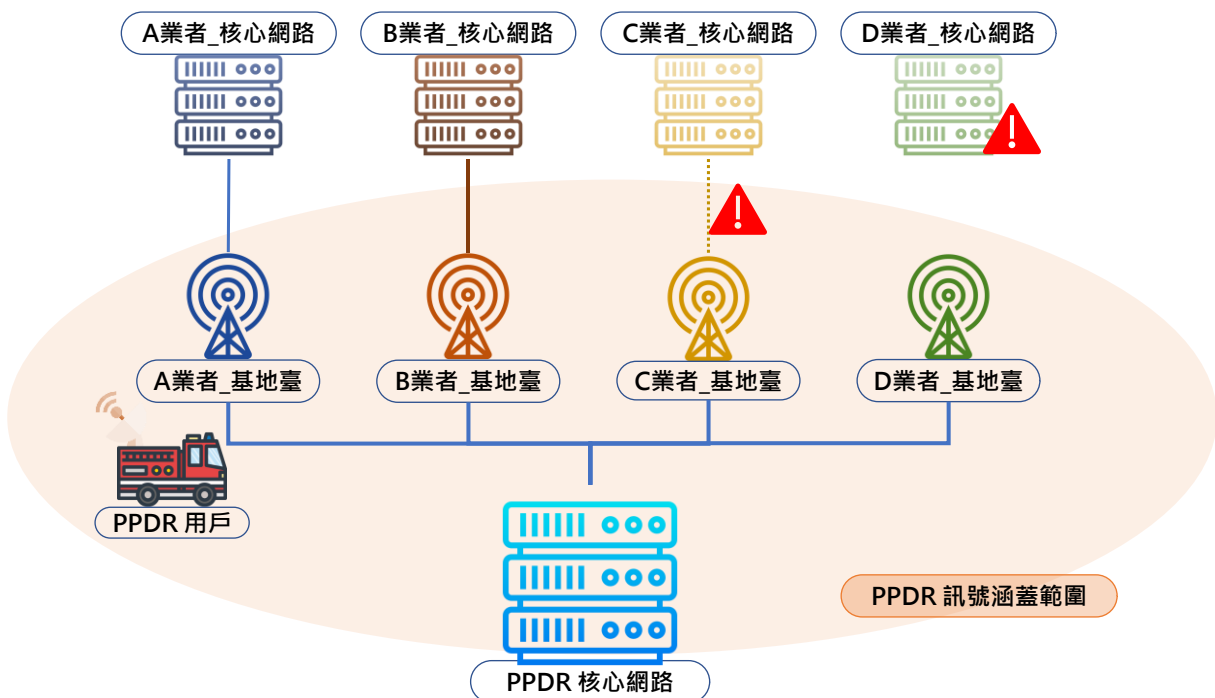 A業者_核心網路
B業者_核心網路
C業者_核心網路
D業者_核心網路
A業者_基地臺
B業者_基地臺
C業者_基地臺
D業者_基地臺
PPDR 用戶
PPDR 訊號涵蓋範圍
PPDR 核心網路